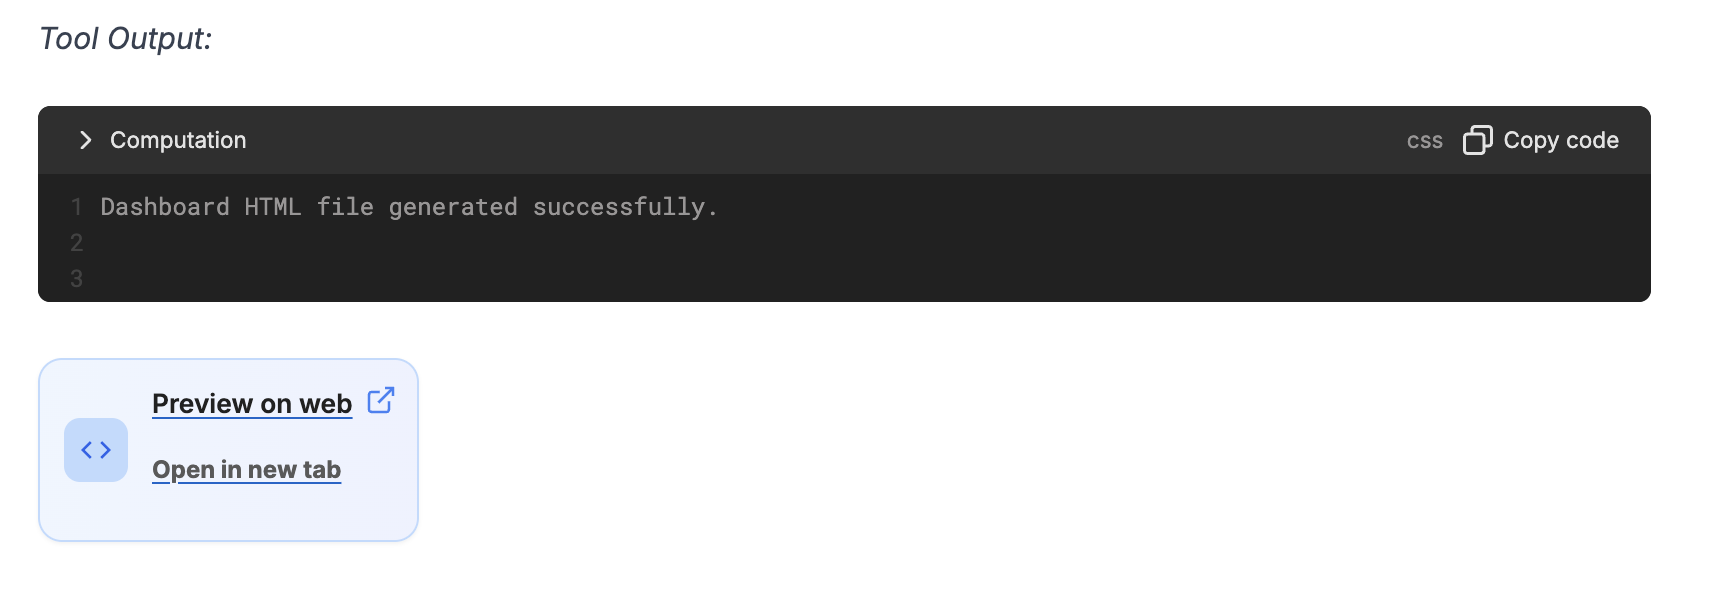 Tool Output:
Computation
css Copy code
1 Dashboard HTML file generated successfully.
2
3
Preview on web
Open in new tab